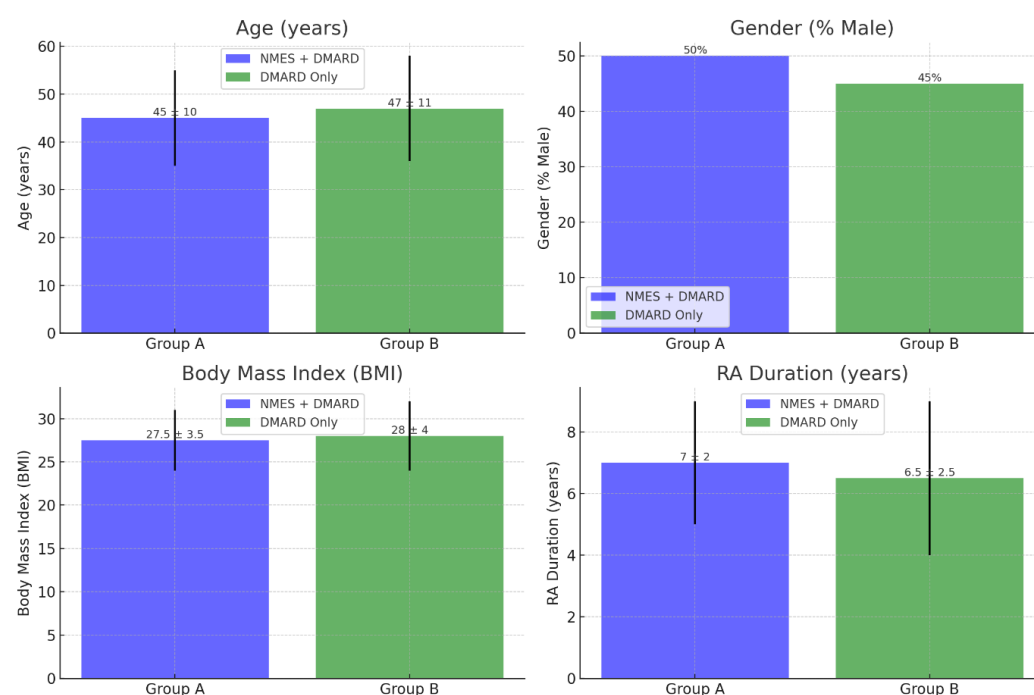 Age (years)
60
50
40
30
20
10
0
Age (years)
NMES + DMARD
DMARD Only
45 ± 10
47 ± 11
Group A
Group B
Gender (% Male)
50
40
30
20
10
0
Gender (% Male)
50%
45%
NMES + DMARD
DMARD Only
Group A
Group B
Body Mass Index (BMI)
30
25
20
15
10
5
0
Body Mass Index (BMI)
NMES + DMARD
DMARD Only
27.5 ± 3.5
28 ± 4
Group A
Group B
RA Duration (years)
8
6
4
2
0
RA Duration (years)
NMES + DMARD
DMARD Only
7 ± 2
6.5 ± 2.5
Group A
Group B